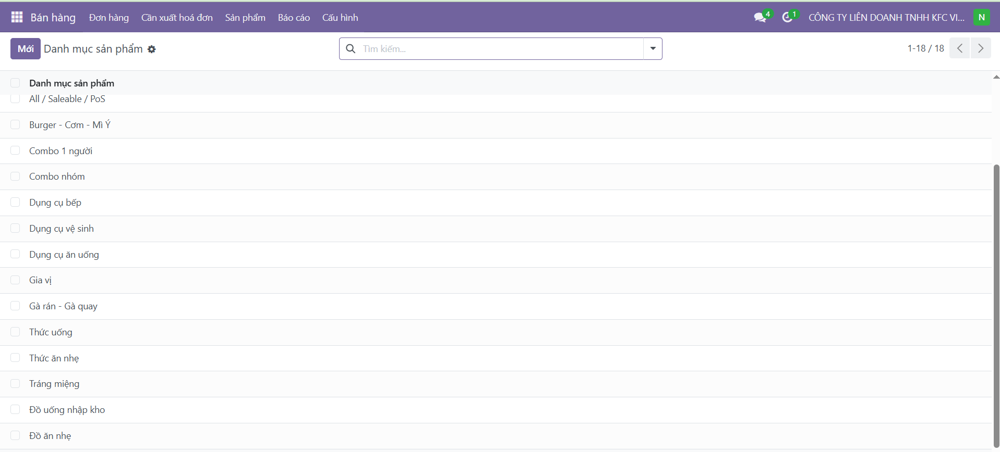 Bán hàng Đơn hàng Cần xuất hoá đơn Sản phẩm Báo cáo Cấu hình 4 1 CÔNG TY LIÊN DOANH TNHH KFC VI... N
Mới Danh mục sản phẩm Tìm kiếm... 1-18 / 18
Danh mục sản phẩm
All / Saleable / PoS
Burger - Cơm - Mì Ý
Combo 1 người
Combo nhóm
Dụng cụ bếp
Dụng cụ vệ sinh
Dụng cụ ăn uống
Gia vị
Gà rán - Gà quay
Thức uống
Thức ăn nhẹ
Tráng miệng
Đồ uống nhập kho
Đồ ăn nhẹ